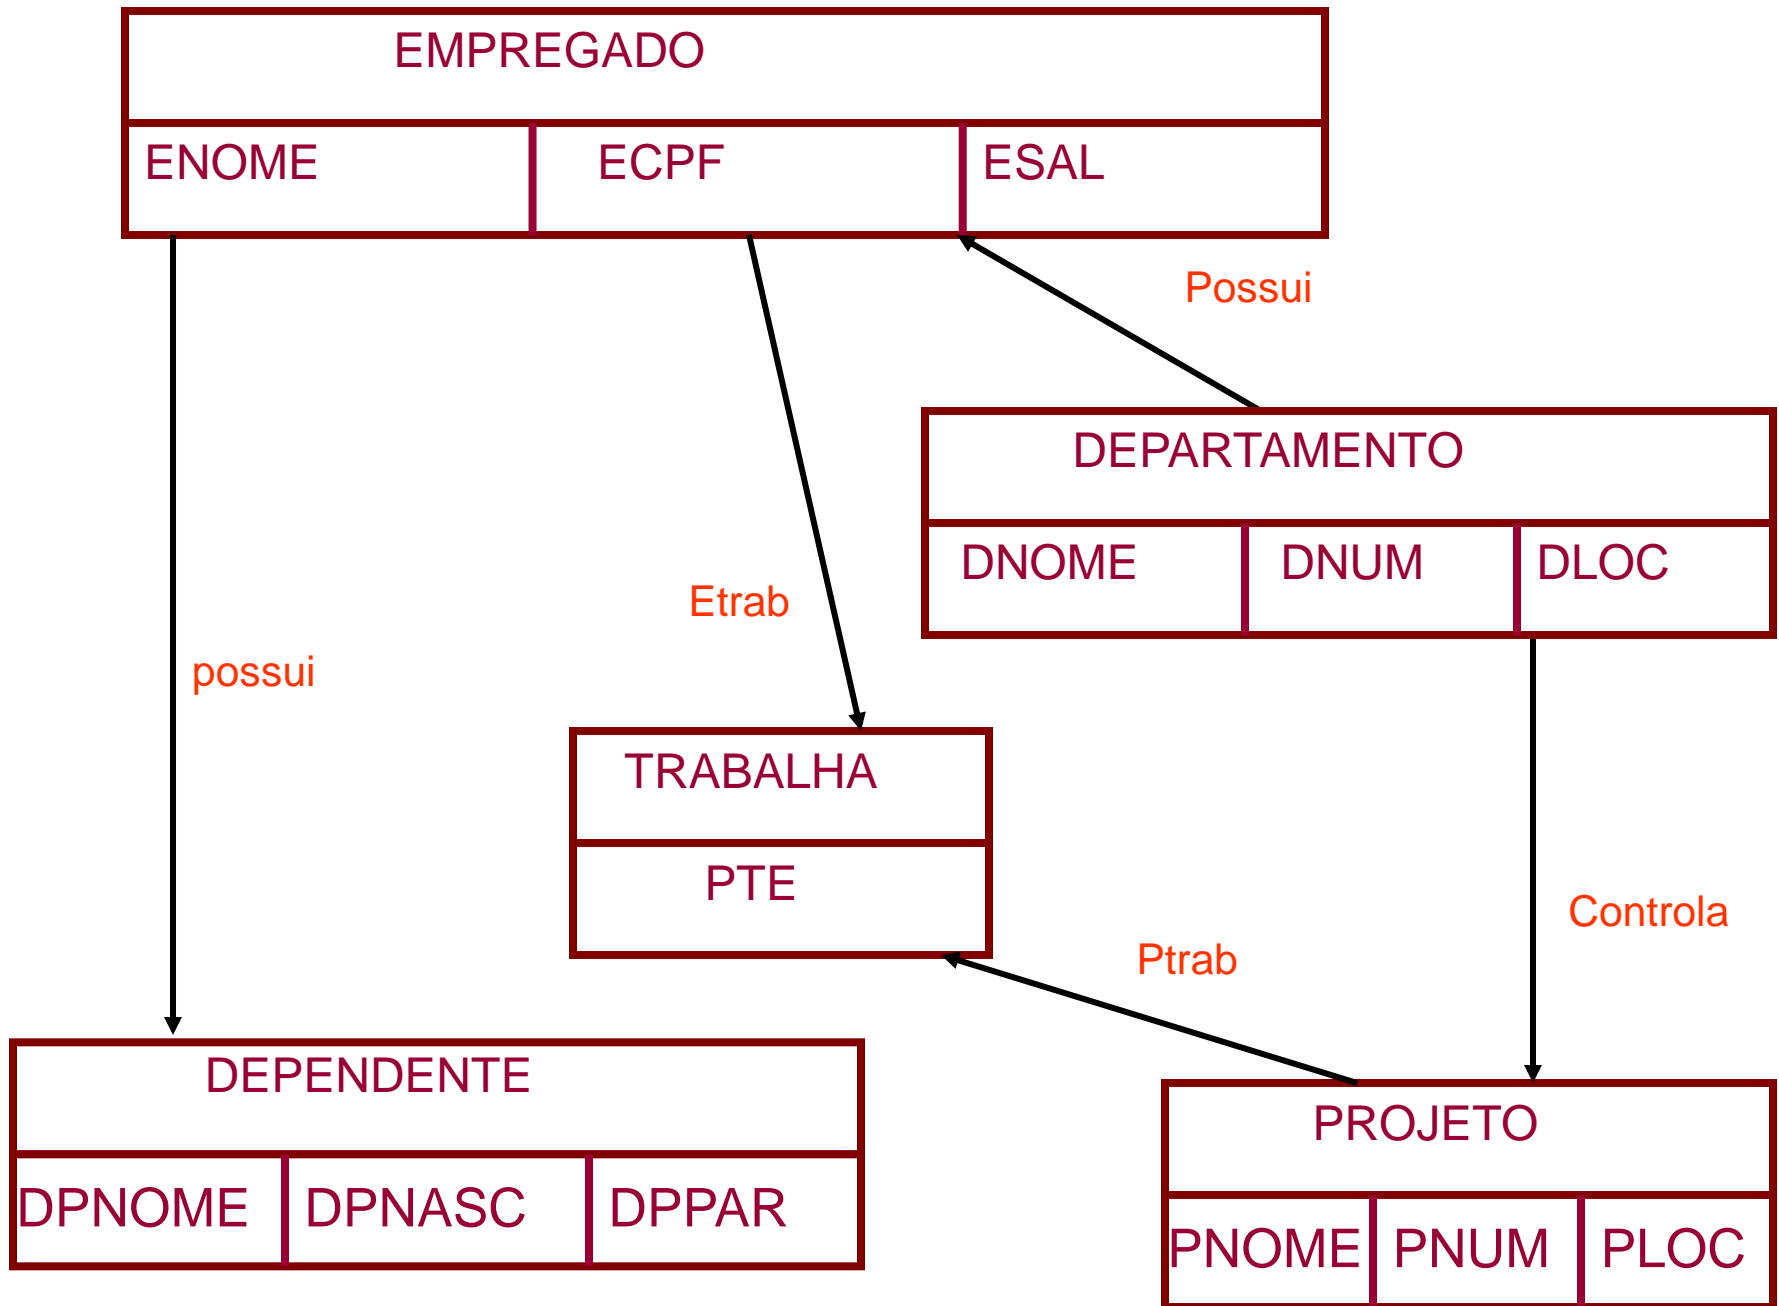 EMPREGADO
ENOME ECPF ESAL
Possui
DEPARTAMENTO
DNOME DNUM DLOC
Etrab
possui
TRABALHA
PTE
Controla
Ptrab
DEPENDENTE
DPNOME DPNASC DPPAR
PROJETO
PNOME PNUM PLOC